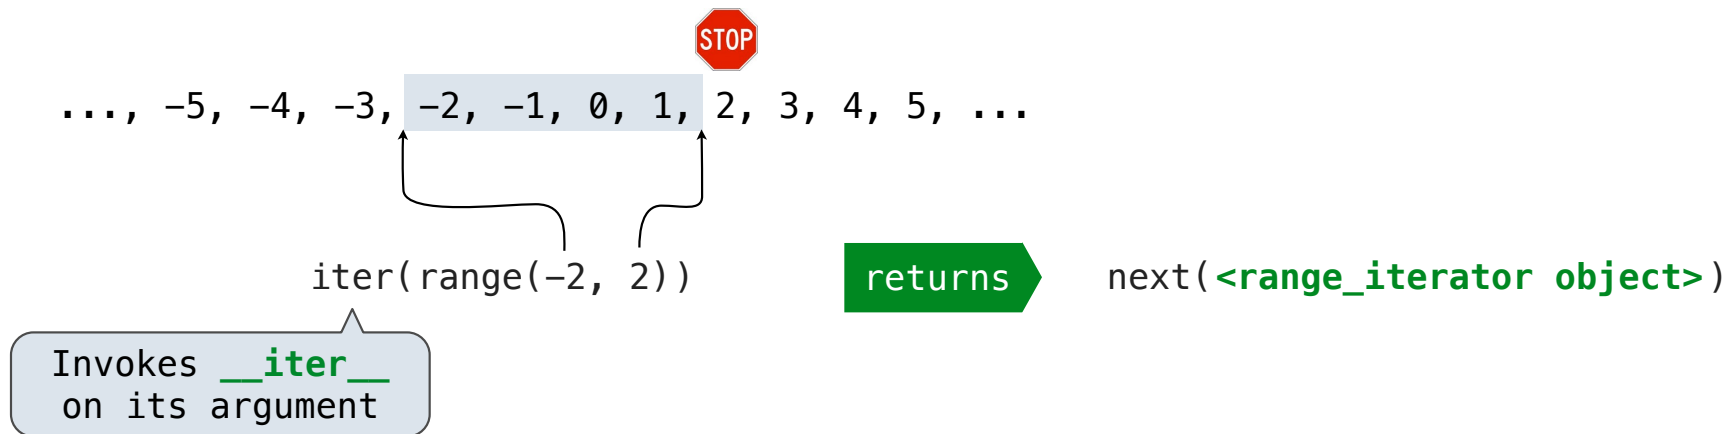 STOP
..., −5, −4, −3, −2, −1, 0, 1, 2, 3, 4, 5, ...
iter(range(−2, 2))
returns
next(<range_iterator object>)
Invokes __iter__
on its argument